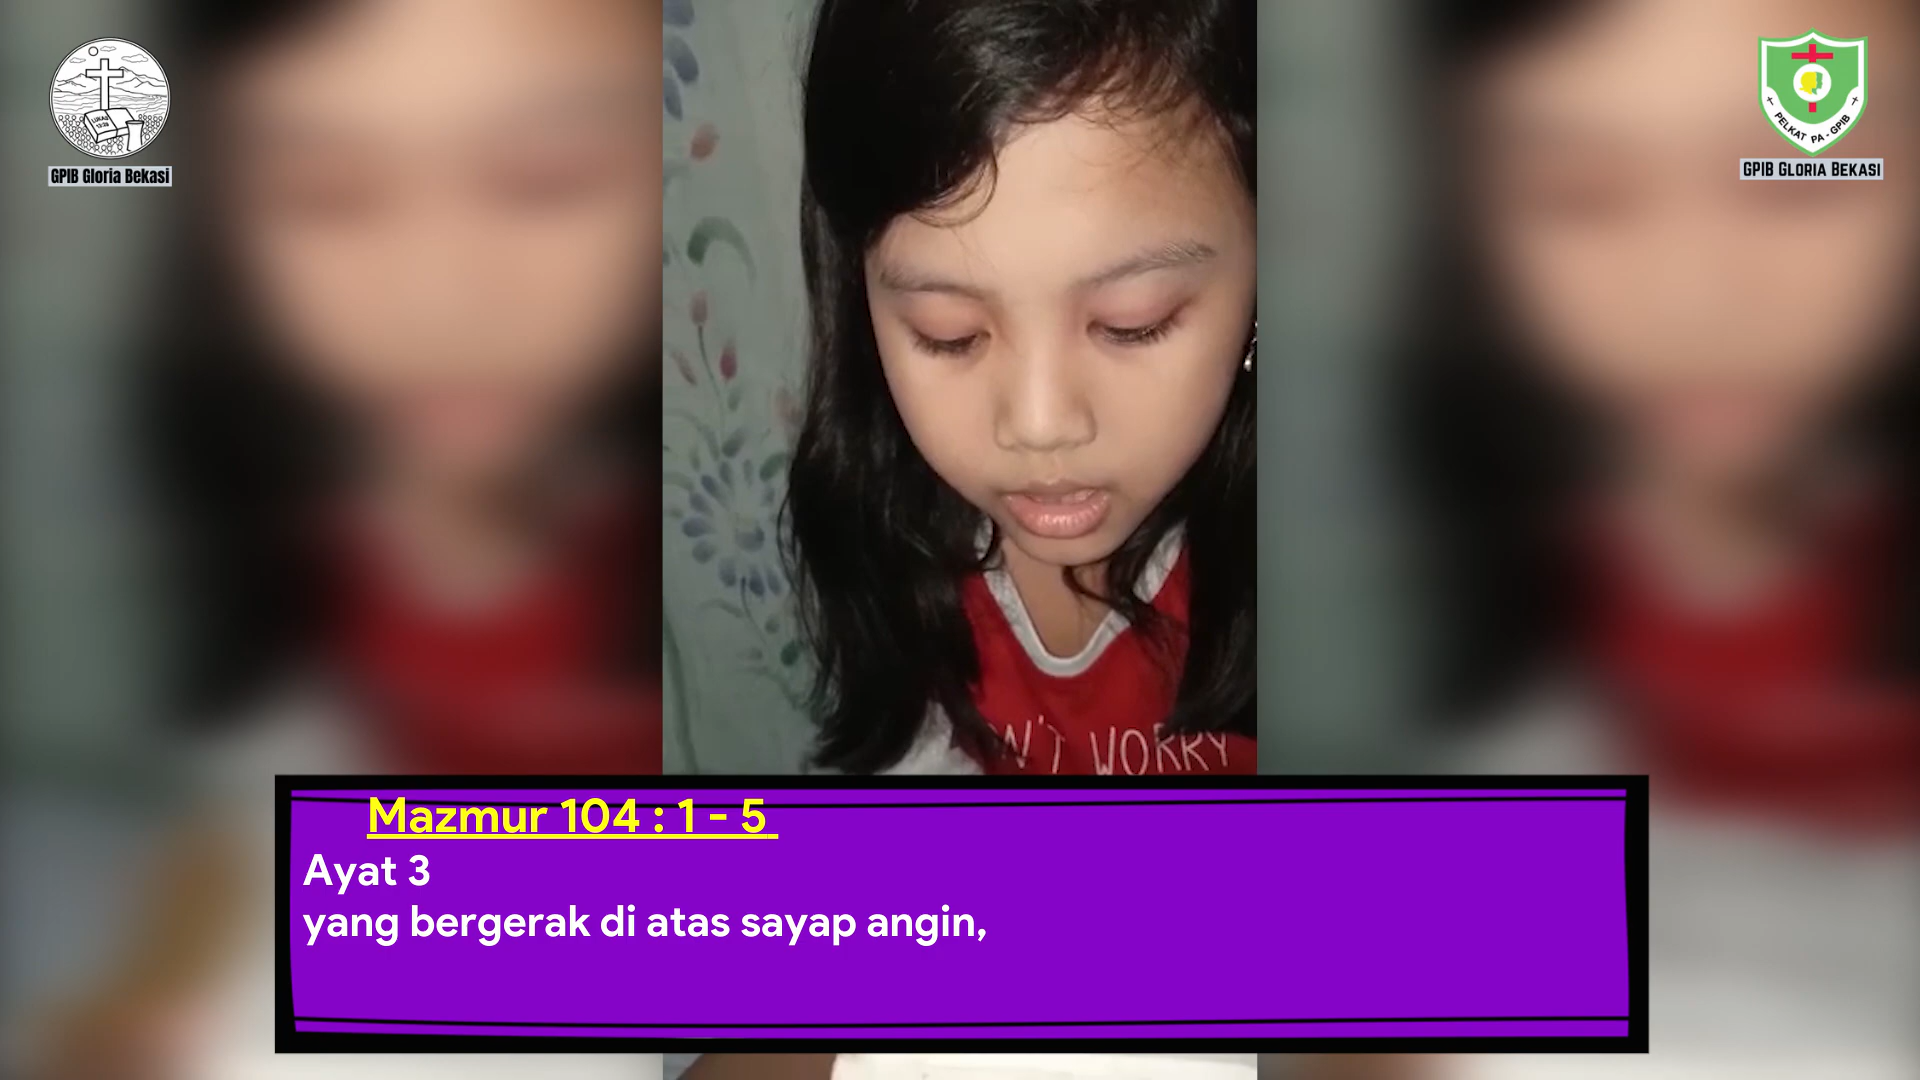 GPIB Gloria Bekasi
PELKAT PA - GPIB
GPIB GLORIA BEKASI
N'T WORRY
Mazmur 104 : 1 - 5
Ayat 3
yang bergerak di atas sayap angin,